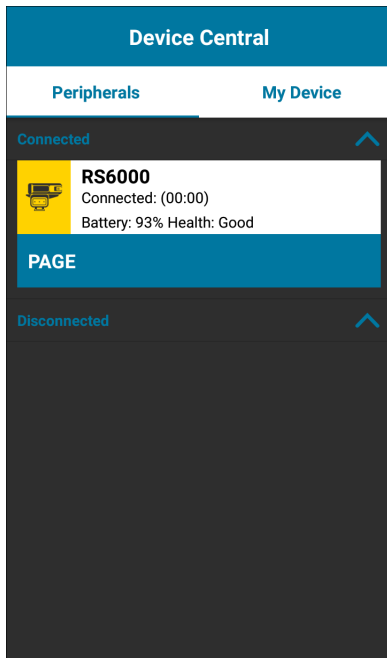 Device Central
Peripherals
My Device
Connected
RS6000
Connected: (00:00)
Battery: 93% Health: Good
PAGE
Disconnected